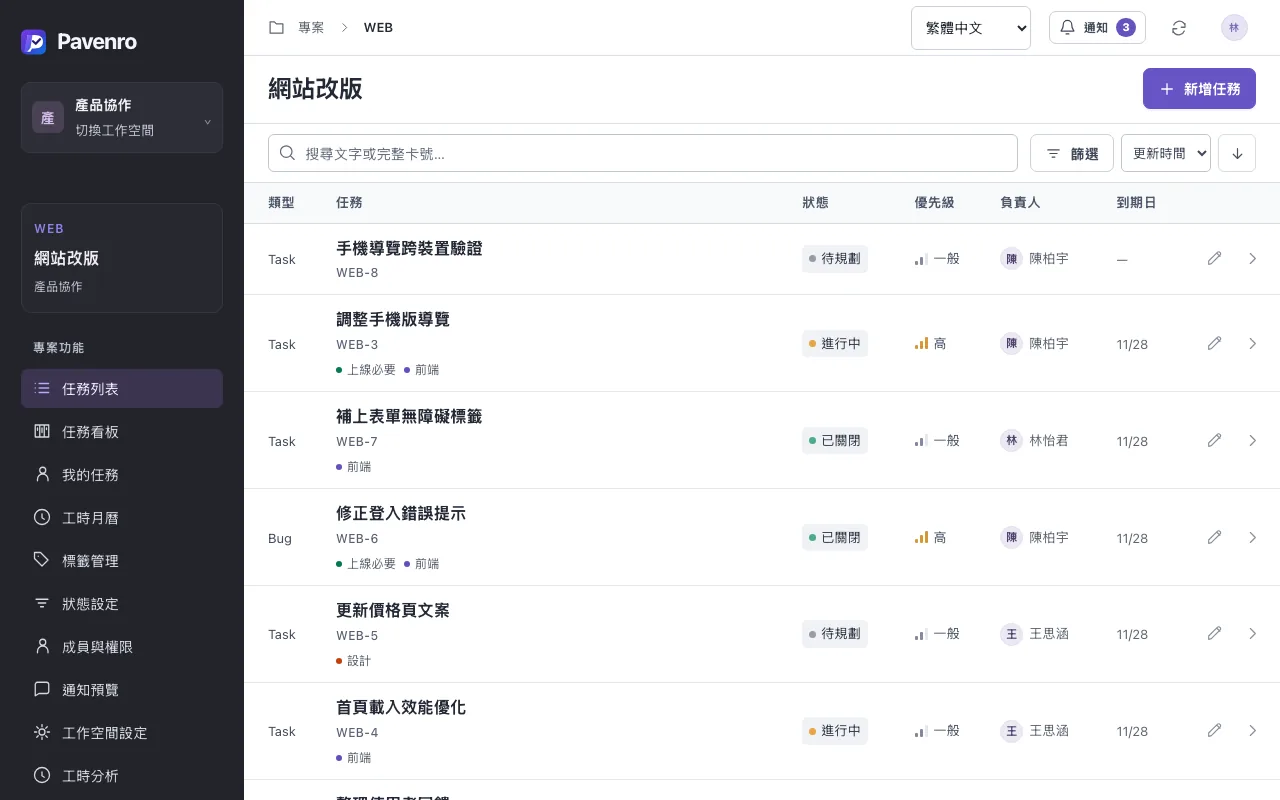 Pavenro
產
產品協作
切換工作空間
WEB
網站改版
產品協作
專案功能
任務列表
任務看板
我的任務
工時月曆
標籤管理
狀態設定
成員與權限
通知預覽
工作空間設定
工時分析
專案 WEB
繁體中文
通知 3
林
網站改版
新增任務
搜尋文字或完整卡號...
篩選
更新時間
類型 任務 狀態 優先級 負責人 到期日
手機導覽跨裝置驗證
Task WEB-8 待規劃 一般 陳 陳柏宇 —
調整手機版導覽
Task WEB-3 進行中 高 陳 陳柏宇 11/28
上線必要 前端
補上表單無障礙標籤
Task WEB-7 已關閉 一般 林 林怡君 11/28
前端
修正登入錯誤提示
Bug WEB-6 已關閉 高 陳 陳柏宇 11/28
上線必要 前端
更新價格頁文案
Task WEB-5 待規劃 一般 王 王思涵 11/28
設計
首頁載入效能優化
Task WEB-4 進行中 一般 王 王思涵 11/28
前端